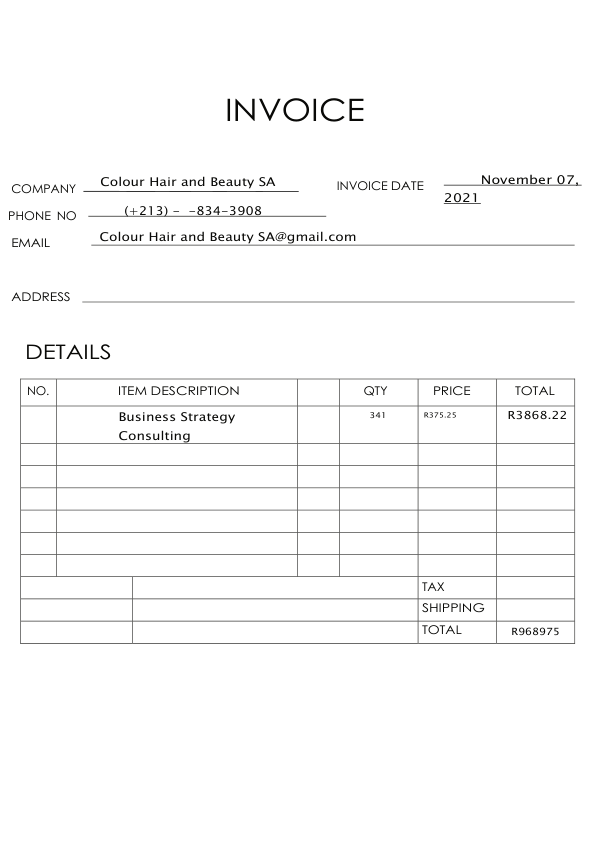 INVOICE
COMPANY Colour Hair and Beauty SA INVOICE DATE November 07,
2021
PHONE NO (+213) – –834–3908
EMAIL Colour Hair and Beauty SA@gmail.com
ADDRESS
DETAILS
NO. ITEM DESCRIPTION QTY PRICE TOTAL
Business Strategy 341 R375.25 R3868.22
Consulting
TAX
SHIPPING
TOTAL R968975